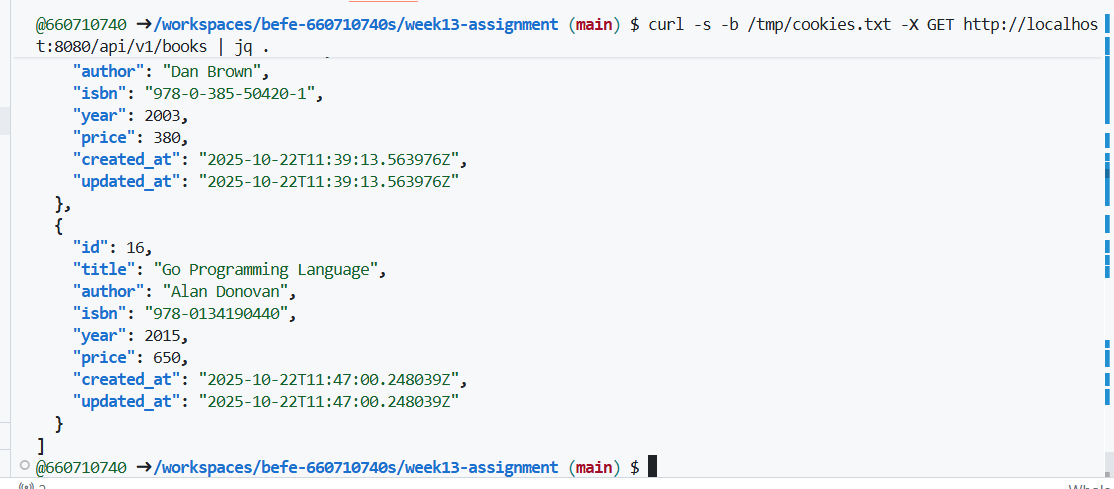 @660710740 ➜/workspaces/befe-660710740s/week13-assignment (main) $ curl -s -b /tmp/cookies.txt -X GET http://localhos
t:8080/api/v1/books | jq .
"author": "Dan Brown",
"isbn": "978-0-385-50420-1",
"year": 2003,
"price": 380,
"created_at": "2025-10-22T11:39:13.563976Z",
"updated_at": "2025-10-22T11:39:13.563976Z"
},
{
"id": 16,
"title": "Go Programming Language",
"author": "Alan Donovan",
"isbn": "978-0134190440",
"year": 2015,
"price": 650,
"created_at": "2025-10-22T11:47:00.248039Z",
"updated_at": "2025-10-22T11:47:00.248039Z"
}
]
@660710740 ➜/workspaces/befe-660710740s/week13-assignment (main) $